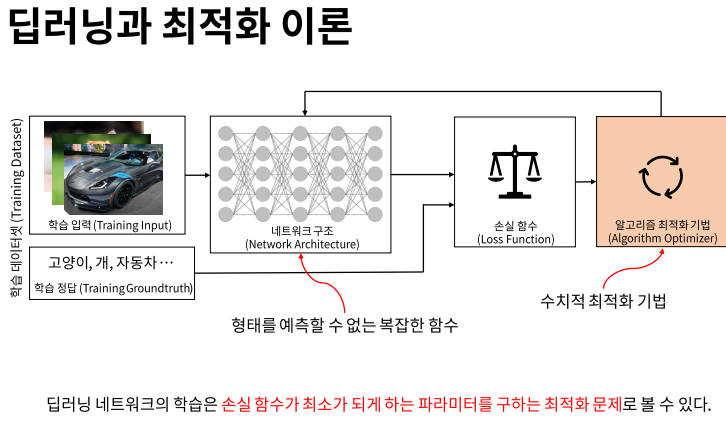 딥러닝과 최적화 이론
학습 데이터셋 (Training Dataset)
학습 입력 (Training Input)
고양이, 개, 자동차…
학습 정답 (Training Groundtruth)
네트워크 구조
(Network Architecture)
손실 함수
(Loss Function)
알고리즘 최적화 기법
(Algorithm Optimizer)
형태를 예측할 수 없는 복잡한 함수
수치적 최적화 기법
딥러닝 네트워크의 학습은 손실 함수가 최소가 되게 하는 파라미터를 구하는 최적화 문제로 볼 수 있다.